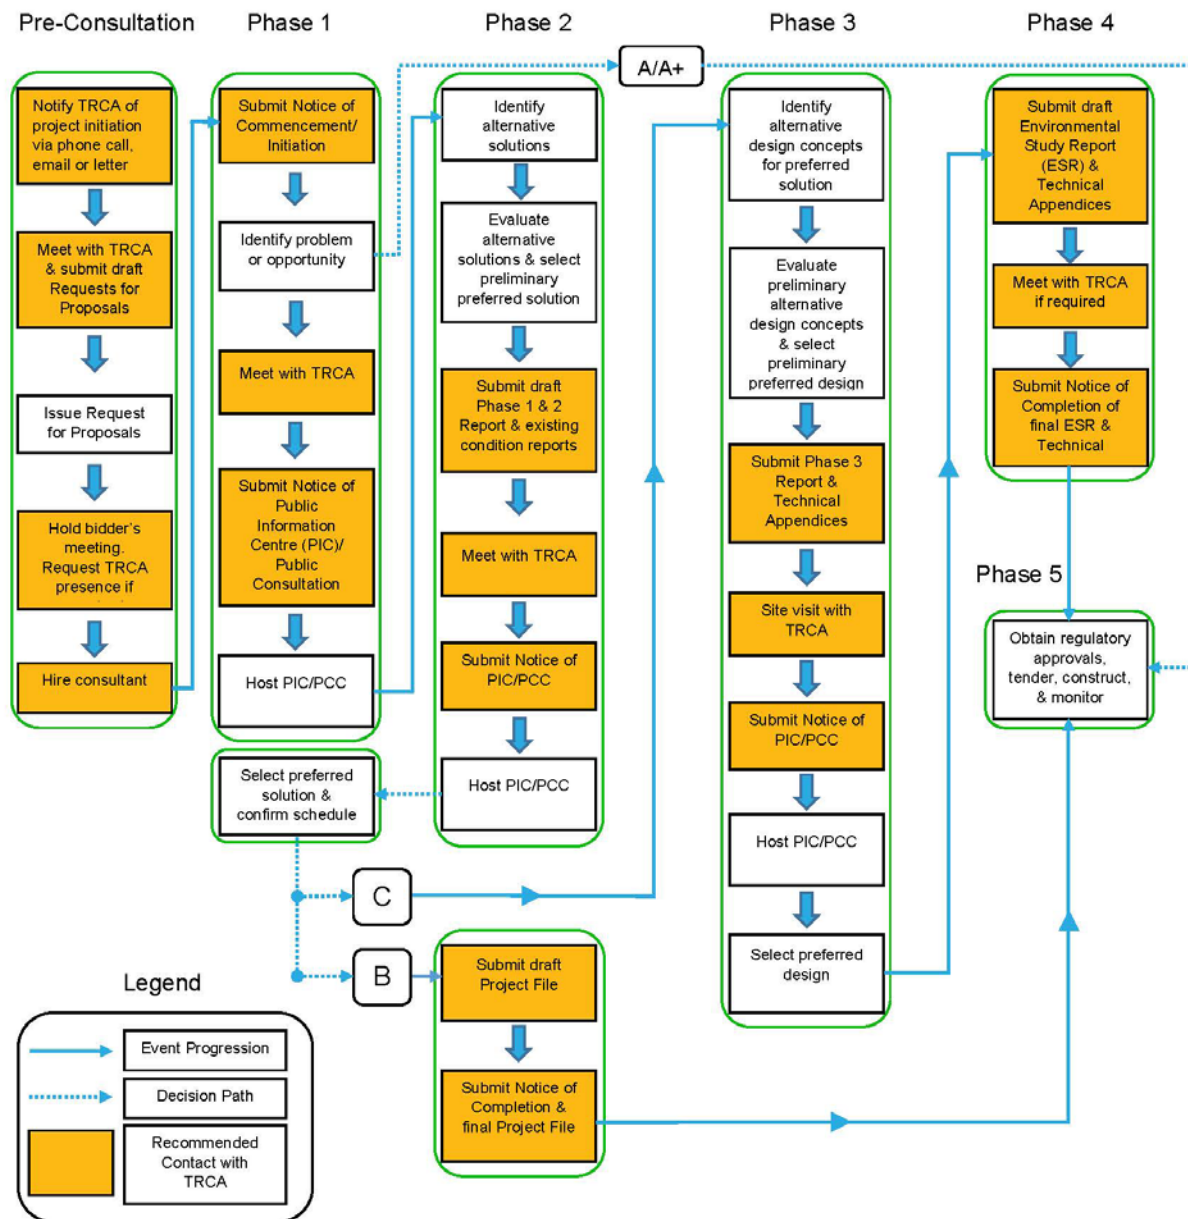 Pre-Consultation
Phase 1
Phase 2
Phase 3
Phase 4
A/A+
Notify TRCA of
project initiation
via phone call,
email or letter
Meet with TRCA
& submit draft
Requests for
Proposals
Issue Request
for Proposals
Hold bidder's
meeting.
Request TRCA
presence if
Hire consultant
Submit Notice of
Commencement/
Initiation
Identify problem
or opportunity
Meet with TRCA
Submit Notice of
Public
Information
Centre (PIC)/
Public
Consultation
Host PIC/PCC
Select preferred
solution &
confirm schedule
Identify
alternative
solutions
Evaluate
alternative
solutions & select
preliminary
preferred solution
Submit draft
Phase 1 & 2
Report & existing
condition reports
Meet with TRCA
Submit Notice of
PIC/PCC
Host PIC/PCC
C
B
Submit draft
Project File
Submit Notice of
Completion &
final Project File
Identify
alternative
design concepts
for preferred
solution
Evaluate
preliminary
alternative
design concepts
& select
preliminary
preferred design
Submit Phase 3
Report &
Technical
Appendices
Site visit with
TRCA
Submit Notice of
PIC/PCC
Host PIC/PCC
Select preferred
design
Submit draft
Environmental
Study Report
(ESR) &
Technical
Appendices
Meet with TRCA
if required
Submit Notice of
Completion of
final ESR &
Technical
Phase 5
Obtain regulatory
approvals,
tender, construct,
& monitor
Legend
Event Progression
Decision Path
Recommended
Contact with
TRCA